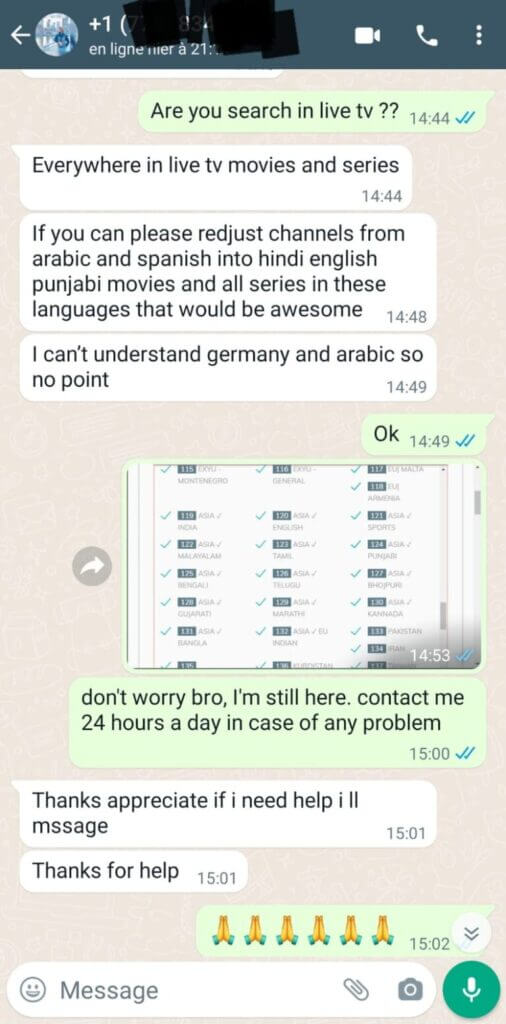 +1 (
en ligne hier à 21:
Are you search in live tv ?? 14:44
Everywhere in live tv movies and series
14:44
If you can please redjust channels from
arabic and spanish into hindi english
punjabi movies and all series in these
languages that would be awesome 14:48
I can't understand germany and arabic so
no point 14:49
Ok 14:49
115 EXYU - MONTENEGRO 116 EXYU - GENERAL 117 EU| MALTA
118 EU| ARMENIA
119 ASIA ✓ INDIA 120 ASIA ✓ ENGLISH 121 ASIA ✓ SPORTS
122 ASIA ✓ MALAYALAM 123 ASIA ✓ TAMIL 124 ASIA ✓ PUNJABI
125 ASIA ✓ BENGALI 126 ASIA ✓ TELUGU 127 ASIA ✓ BHOJPURI
128 ASIA ✓ GUJARATI 129 ASIA ✓ MARATHI 130 ASIA ✓ KANNADA
131 ASIA ✓ BANGLA 132 ASIA ✓ EU INDIAN 133 PAKISTAN
134 IRAN
135 136 KURDISTAN 137
14:53
don't worry bro, I'm still here. contact me
24 hours a day in case of any problem
15:00
Thanks appreciate if i need help i ll
mssage 15:01
Thanks for help 15:01
🙏🙏🙏🙏🙏🙏 15:02
Message